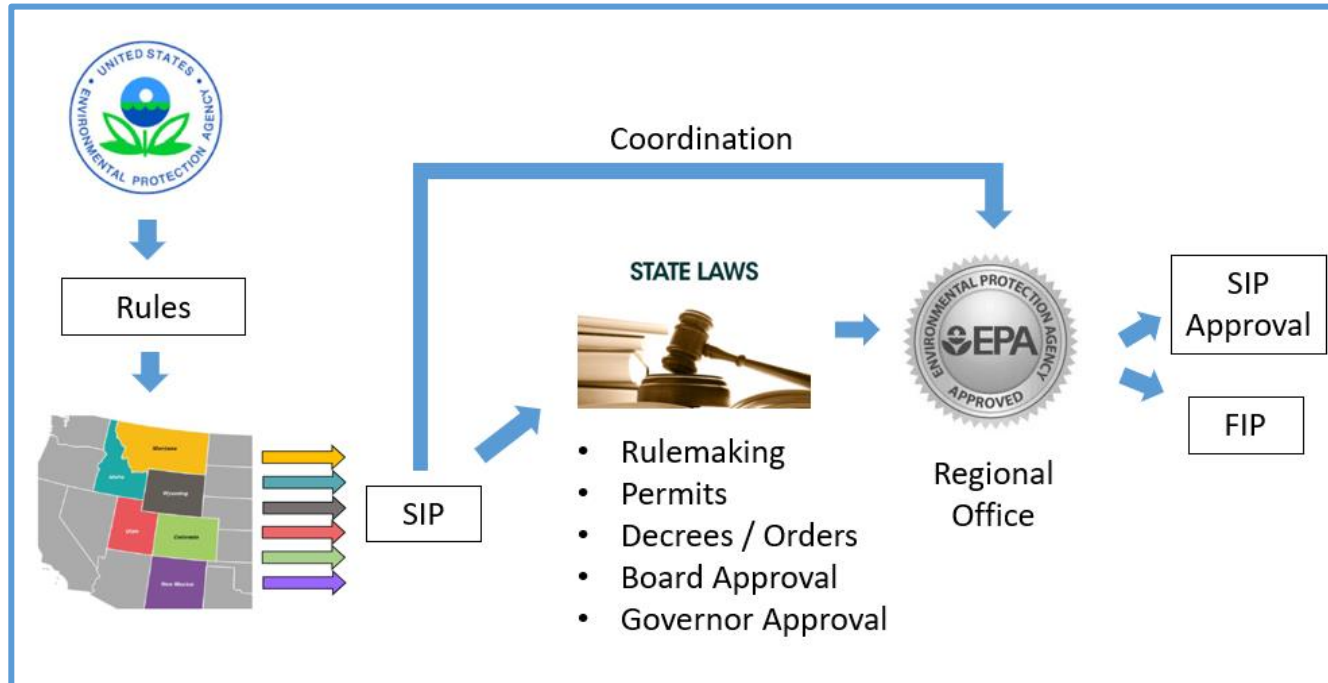 UNITED STATES
ENVIRONMENTAL PROTECTION AGENCY
Rules
Montana
Idaho
Wyoming
Utah
Colorado
New Mexico
SIP
Coordination
STATE LAWS
• Rulemaking
• Permits
• Decrees / Orders
• Board Approval
• Governor Approval
ENVIRONMENTAL PROTECTION AGENCY
EPA
APPROVED
Regional
Office
SIP
Approval
FIP